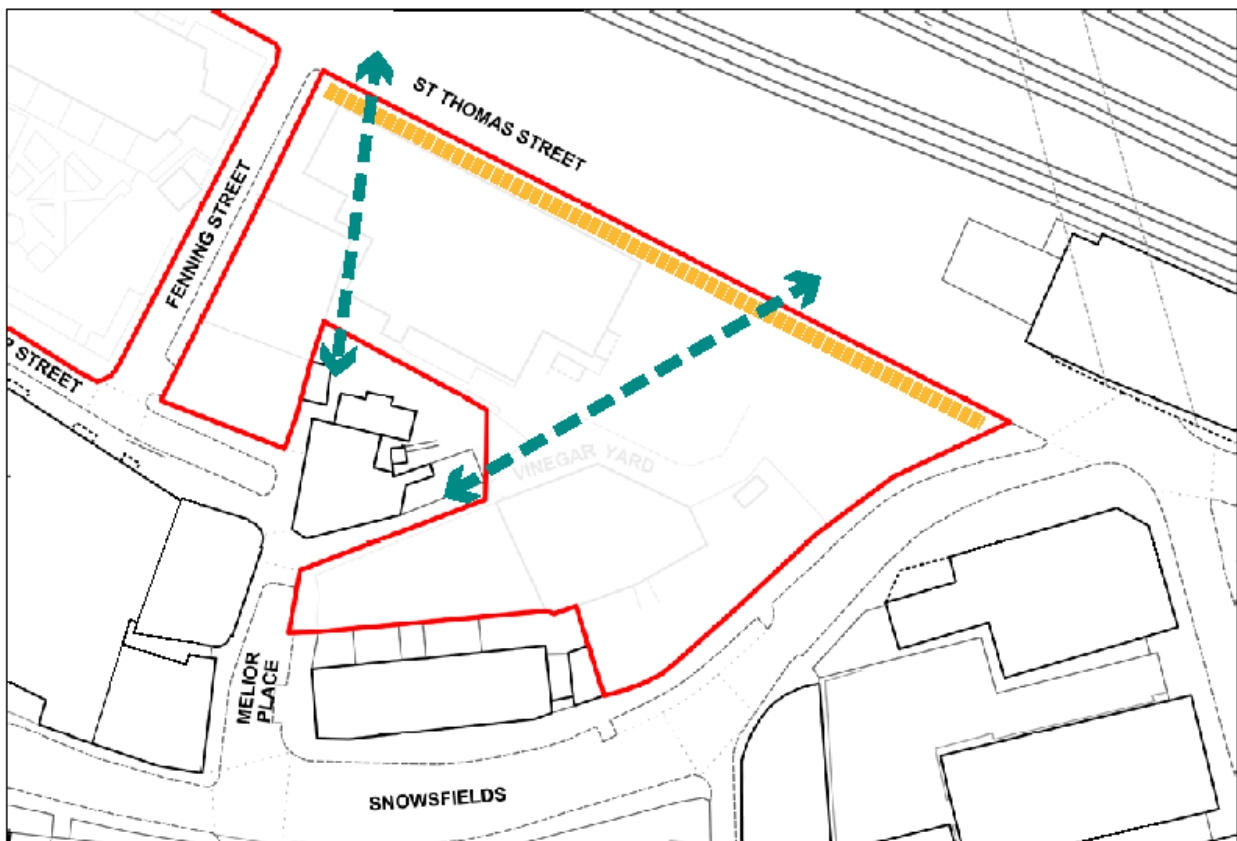 ST THOMAS STREET
FENNING STREET
STREET
VINEGAR YARD
MELIOR
PLACE
SNOWSFIELDS